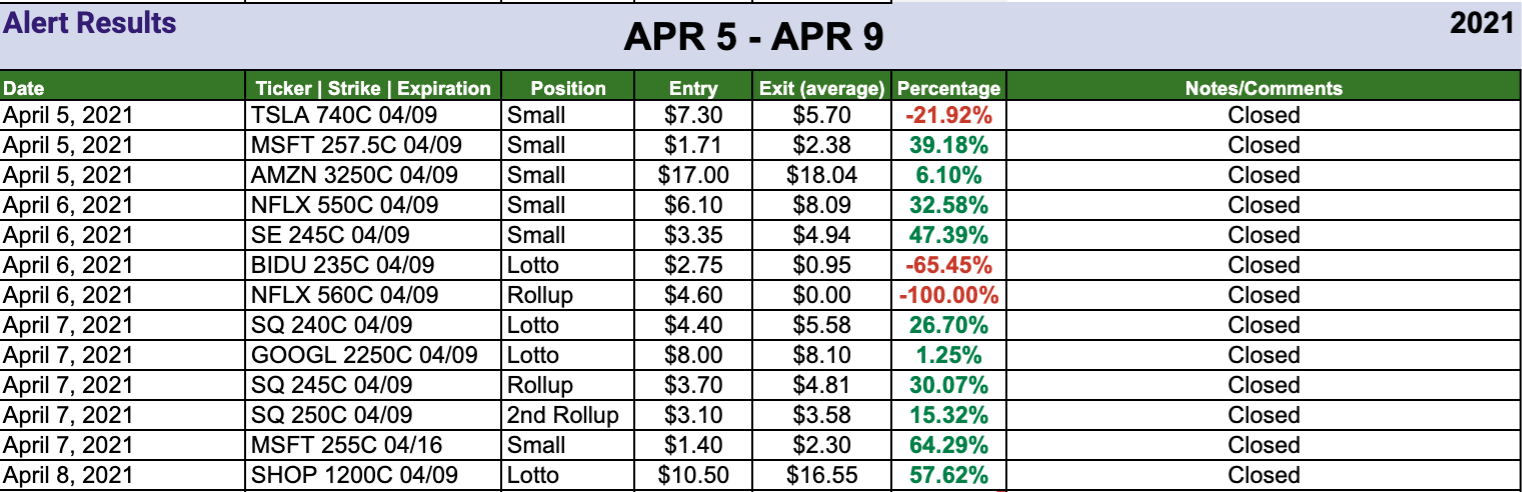 Alert Results APR 5 - APR 9 2021
Date Ticker | Strike | Expiration Position Entry Exit (average) Percentage Notes/Comments
April 5, 2021 TSLA 740C 04/09 Small $7.30 $5.70 -21.92% Closed
April 5, 2021 MSFT 257.5C 04/09 Small $1.71 $2.38 39.18% Closed
April 5, 2021 AMZN 3250C 04/09 Small $17.00 $18.04 6.10% Closed
April 6, 2021 NFLX 550C 04/09 Small $6.10 $8.09 32.58% Closed
April 6, 2021 SE 245C 04/09 Small $3.35 $4.94 47.39% Closed
April 6, 2021 BIDU 235C 04/09 Lotto $2.75 $0.95 -65.45% Closed
April 6, 2021 NFLX 560C 04/09 Rollup $4.60 $0.00 -100.00% Closed
April 7, 2021 SQ 240C 04/09 Lotto $4.40 $5.58 26.70% Closed
April 7, 2021 GOOGL 2250C 04/09 Lotto $8.00 $8.10 1.25% Closed
April 7, 2021 SQ 245C 04/09 Rollup $3.70 $4.81 30.07% Closed
April 7, 2021 SQ 250C 04/09 2nd Rollup $3.10 $3.58 15.32% Closed
April 7, 2021 MSFT 255C 04/16 Small $1.40 $2.30 64.29% Closed
April 8, 2021 SHOP 1200C 04/09 Lotto $10.50 $16.55 57.62% Closed